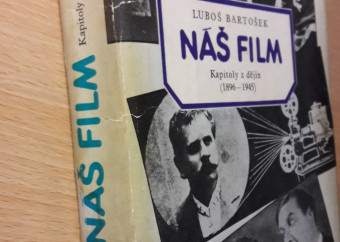 LUBOŠ BARTOŠEK
NÁŠ FILM
Kapitoly z dějin
(1896–1945)
NÁŠ FILM
Kapitoly